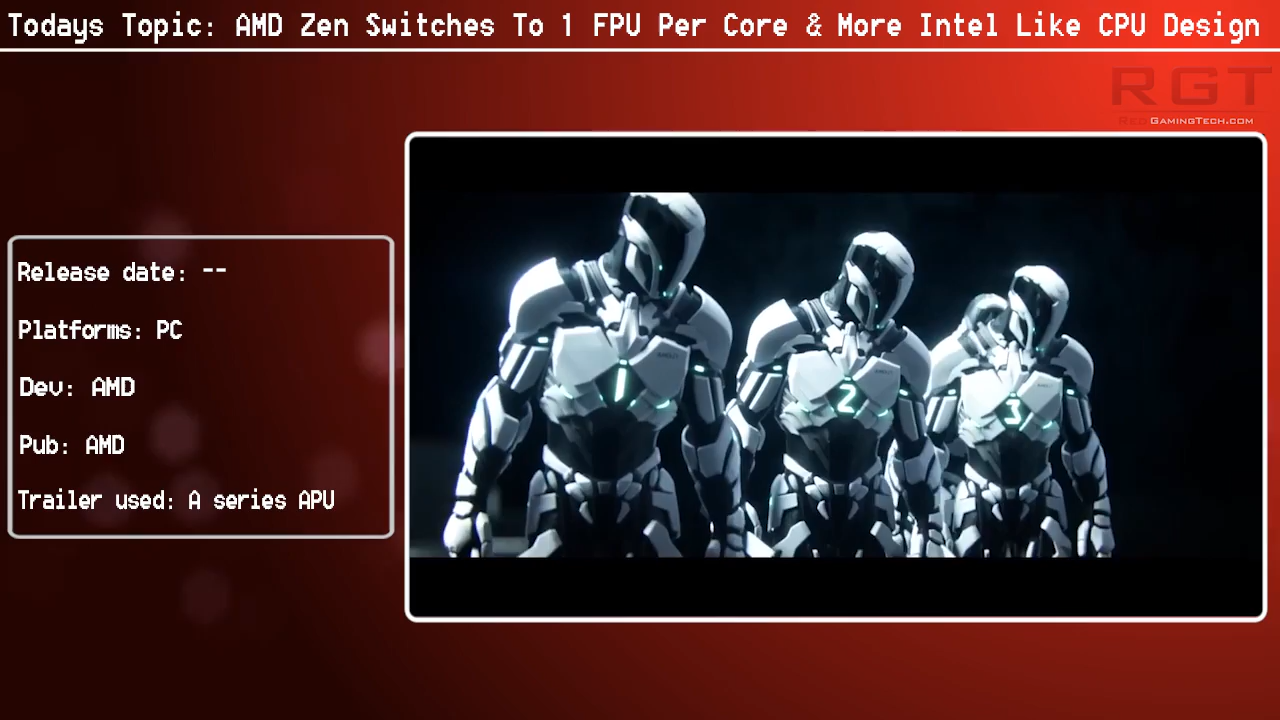 Todays Topic: AMD Zen Switches To 1 FPU Per Core & More Intel Like CPU Design
RGT
RedGamingTech.com
Release date: --
Platforms: PC
Dev: AMD
Pub: AMD
Trailer used: A series APU
1
2
3